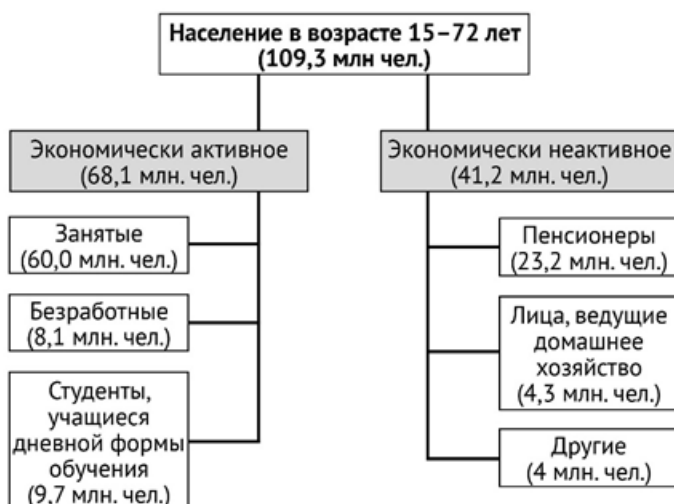 Население в возрасте 15–72 лет
(109,3 млн чел.)
Экономически активное
(68,1 млн. чел.)
Занятые
(60,0 млн. чел.)
Безработные
(8,1 млн. чел.)
Студенты,
учащиеся
дневной формы
обучения
(9,7 млн. чел.)
Экономически неактивное
(41,2 млн. чел.)
Пенсионеры
(23,2 млн. чел.)
Лица, ведущие
домашнее
хозяйство
(4,3 млн. чел.)
Другие
(4 млн. чел.)